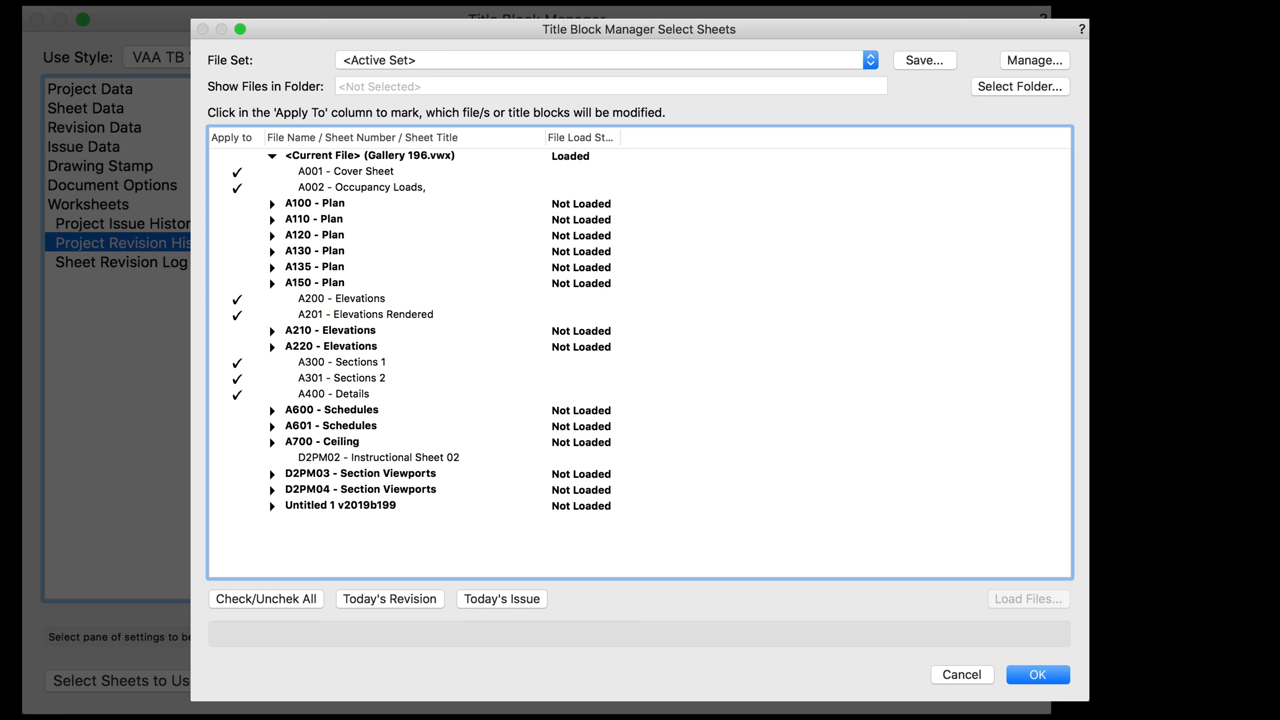 Title Block Manager
?
Title Block Manager Select Sheets
?
Use Style:
VAA TB
File Set:
<Active Set>
Save...
Manage...
Show Files in Folder:
<Not Selected>
Select Folder...
Click in the 'Apply To' column to mark, which file/s or title blocks will be modified.
Project Data
Sheet Data
Revision Data
Issue Data
Drawing Stamp
Document Options
Worksheets
Project Issue Histor
Project Revision His
Sheet Revision Log
Apply to
File Name / Sheet Number / Sheet Title
File Load St...
<Current File> (Gallery 196.vwx) Loaded
✓ A001 - Cover Sheet
✓ A002 - Occupancy Loads,
A100 - Plan Not Loaded
A110 - Plan Not Loaded
A120 - Plan Not Loaded
A130 - Plan Not Loaded
A135 - Plan Not Loaded
A150 - Plan Not Loaded
✓ A200 - Elevations
✓ A201 - Elevations Rendered
A210 - Elevations Not Loaded
A220 - Elevations Not Loaded
✓ A300 - Sections 1
✓ A301 - Sections 2
✓ A400 - Details
A600 - Schedules Not Loaded
A601 - Schedules Not Loaded
A700 - Ceiling Not Loaded
D2PM02 - Instructional Sheet 02
D2PM03 - Section Viewports Not Loaded
D2PM04 - Section Viewports Not Loaded
Untitled 1 v2019b199 Not Loaded
Check/Unchek All
Today's Revision
Today's Issue
Load Files...
Select pane of settings to be
Select Sheets to Us
Cancel
OK